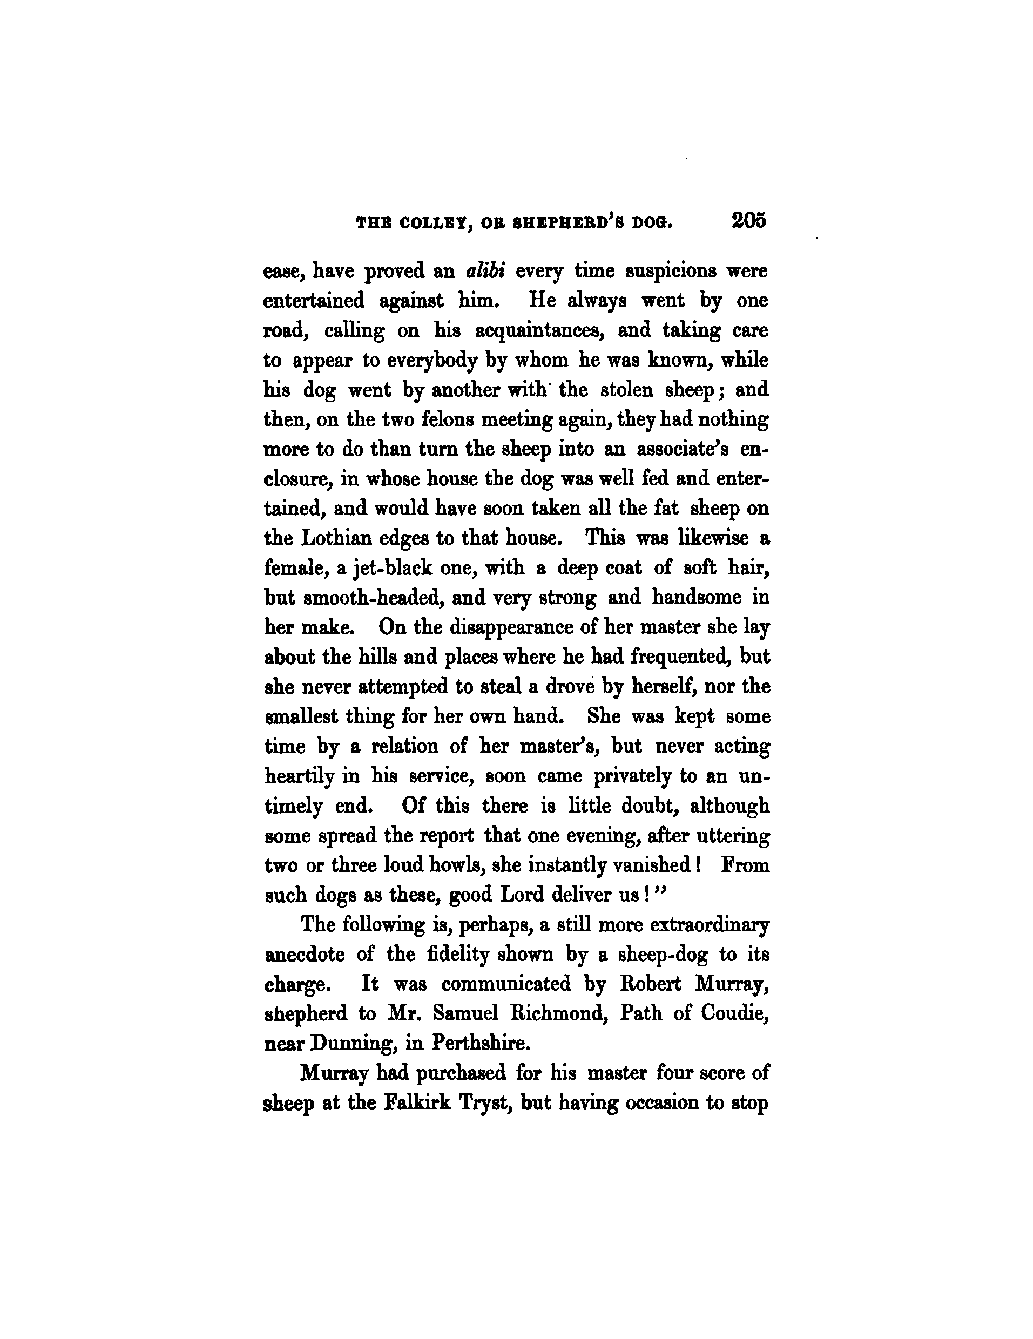 THE COLLEY, OR SHEPHERD'S DOG. 205
ease, have proved an alibi every time suspicions were
entertained against him. He always went by one
road, calling on his acquaintances, and taking care
to appear to everybody by whom he was known, while
his dog went by another with the stolen sheep; and
then, on the two felons meeting again, they had nothing
more to do than turn the sheep into an associate's en-
closure, in whose house the dog was well fed and enter-
tained, and would have soon taken all the fat sheep on
the Lothian edges to that house. This was likewise a
female, a jet-black one, with a deep coat of soft hair,
but smooth-headed, and very strong and handsome in
her make. On the disappearance of her master she lay
about the hills and places where he had frequented, but
she never attempted to steal a drove by herself, nor the
smallest thing for her own hand. She was kept some
time by a relation of her master's, but never acting
heartily in his service, soon came privately to an un-
timely end. Of this there is little doubt, although
some spread the report that one evening, after uttering
two or three loud howls, she instantly vanished! From
such dogs as these, good Lord deliver us!"
The following is, perhaps, a still more extraordinary
anecdote of the fidelity shown by a sheep-dog to its
charge. It was communicated by Robert Murray,
shepherd to Mr. Samuel Richmond, Path of Coudie,
near Dunning, in Perthshire.
Murray had purchased for his master four score of
sheep at the Falkirk Tryst, but having occasion to stop